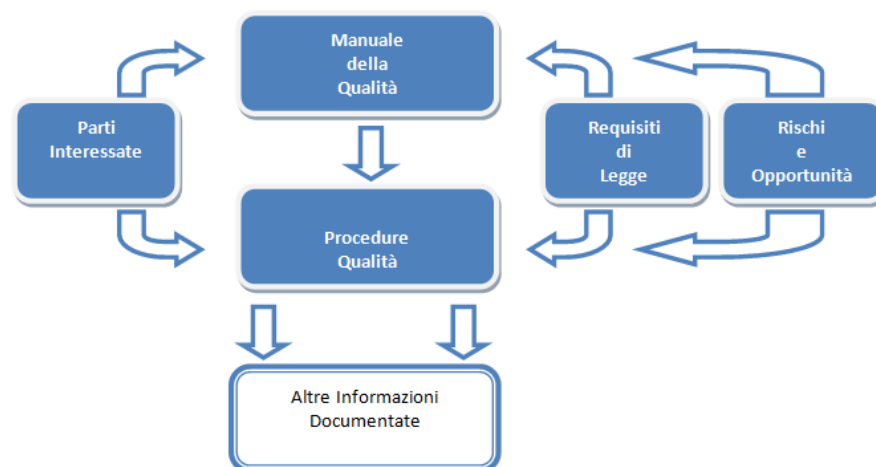 Manuale
della
Qualità
Parti
Interessate
Requisiti
di
Legge
Rischi
e
Opportunità
Procedure
Qualità
Altre Informazioni
Documentate